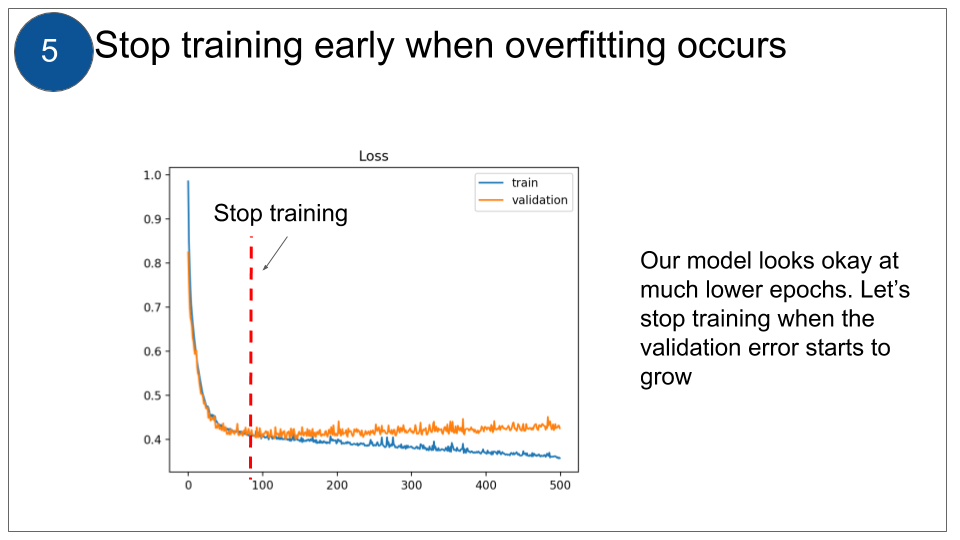 5
Stop training early when overfitting occurs
Loss
1.0
0.9
0.8
0.7
0.6
0.5
0.4
train
validation
Stop training
0
100
200
300
400
500
Our model looks okay at
much lower epochs. Let’s
stop training when the
validation error starts to
grow